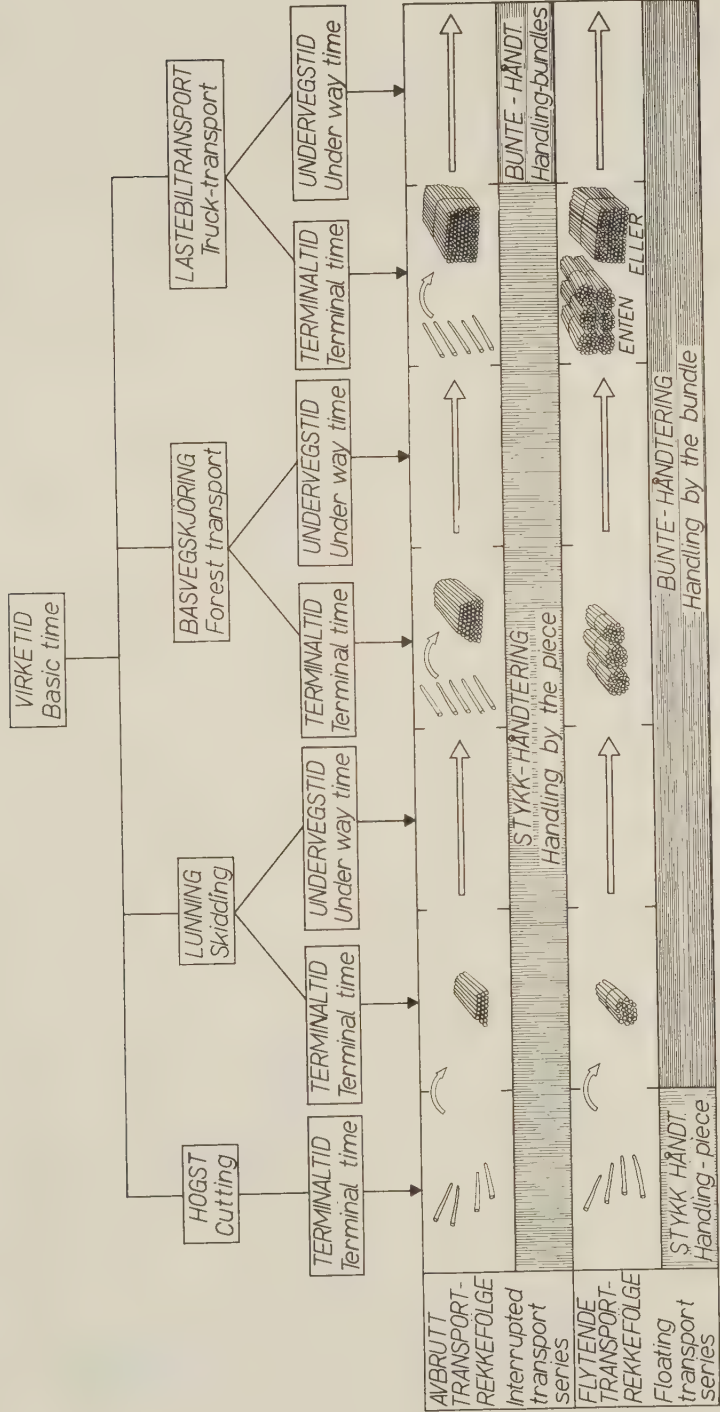 VIRKETID
Basic time
HOGST
Cutting
LUNNING
Skidding
BASVEGSKJÖRING
Forest transport
LASTEBILTRANSPORT
Truck-transport
TERMINALTID
Terminal time
TERMINALTID
Terminal time
UNDERVEGSTID
Under way time
TERMINALTID
Terminal time
UNDERVEGSTID
Under way time
TERMINALTID
Terminal time
UNDERVEGSTID
Under way time
AVBRUTT
TRANSPORT-
REKKEFÖLGE
Interrupted
transport
series
STYKK-HÅNDTERING
Handling by the piece
BUNTE-HÅNDT.
Handling-bundles
FLYTENDE
TRANSPORT-
REKKEFÖLGE
Floating
transport
series
ENTEN
ELLER
STYKK HÅNDT.
Handling-piece
BUNTE-HÅNDTERING
Handling by the bundle